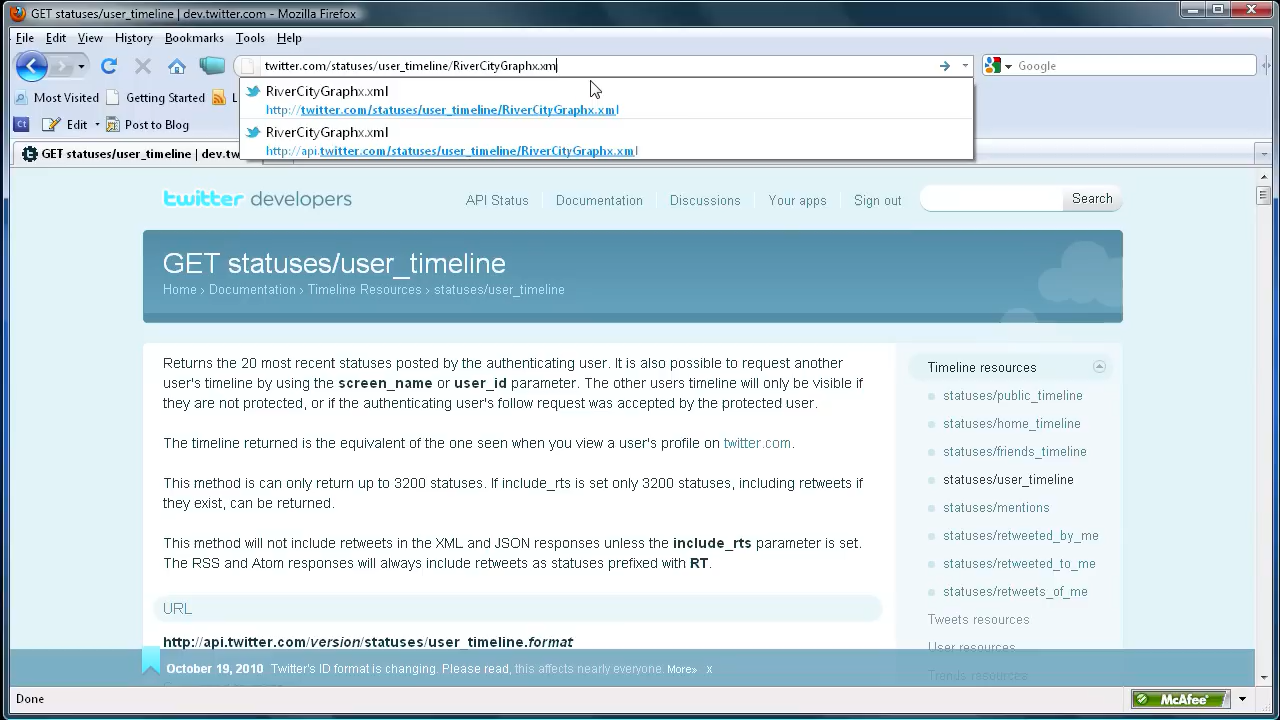 GET statuses/user_timeline | dev.twitter.com - Mozilla Firefox
File Edit View History Bookmarks Tools Help
twitter.com/statuses/user_timeline/RiverCityGraphx.xm
Google
RiverCityGraphx.xml
http://twitter.com/statuses/user_timeline/RiverCityGraphx.xml
RiverCityGraphx.xml
http://api.twitter.com/statuses/user_timeline/RiverCityGraphx.xml
Most Visited
Edit
Post to my Blog
GET statuses/user_timeline | dev.tw...
twitter developers
API Status Documentation Discussions Your apps Sign out Search
GET statuses/user_timeline
Home › Documentation › Timeline Resources › statuses/user_timeline
Returns the 20 most recent statuses posted by the authenticating user. It is also possible to request another
user's timeline by using the screen_name or user_id parameter. The other users timeline will only be visible if
they are not protected, or if the authenticating user's follow request was accepted by the protected user.
The timeline returned is the equivalent of the one seen when you view a user's profile on twitter.com.
This method is can only return up to 3200 statuses. If include_rts is set only 3200 statuses, including retweets if
they exist, can be returned.
This method will not include retweets in the XML and JSON responses unless the include_rts parameter is set.
The RSS and Atom responses will always include retweets as statuses prefixed with RT.
URL
http://api.twitter.com/version/statuses/user_timeline.format
Timeline resources
statuses/public_timeline
statuses/home_timeline
statuses/friends_timeline
statuses/user_timeline
statuses/mentions
statuses/retweeted_by_me
statuses/retweeted_to_me
statuses/retweets_of_me
Tweets resources
User resources
Trends resources
October 19, 2010 Twitter's ID format is changing. Please read, this affects nearly everyone. More» x
Done
McAfee